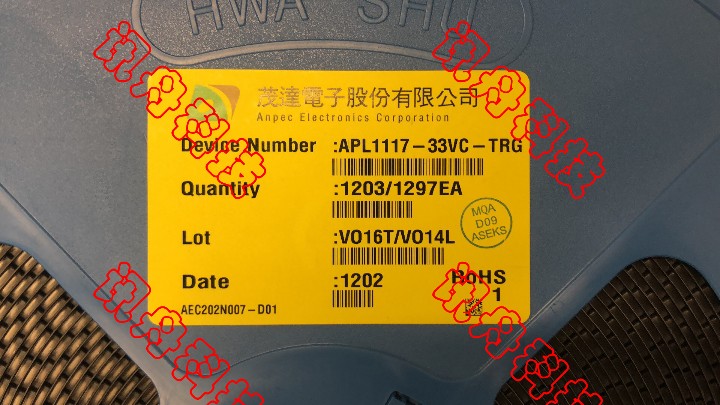 HWA SHU
茂達電子股份有限公司
Anpec Electronics Corporation
Device Number :APL1117-33VC-TRG
Quantity :1203/1297EA
MQA
D09
ASEKS
Lot :VO16T/VO14L
Date :1202
RoHS
1
AEC202N007-D01